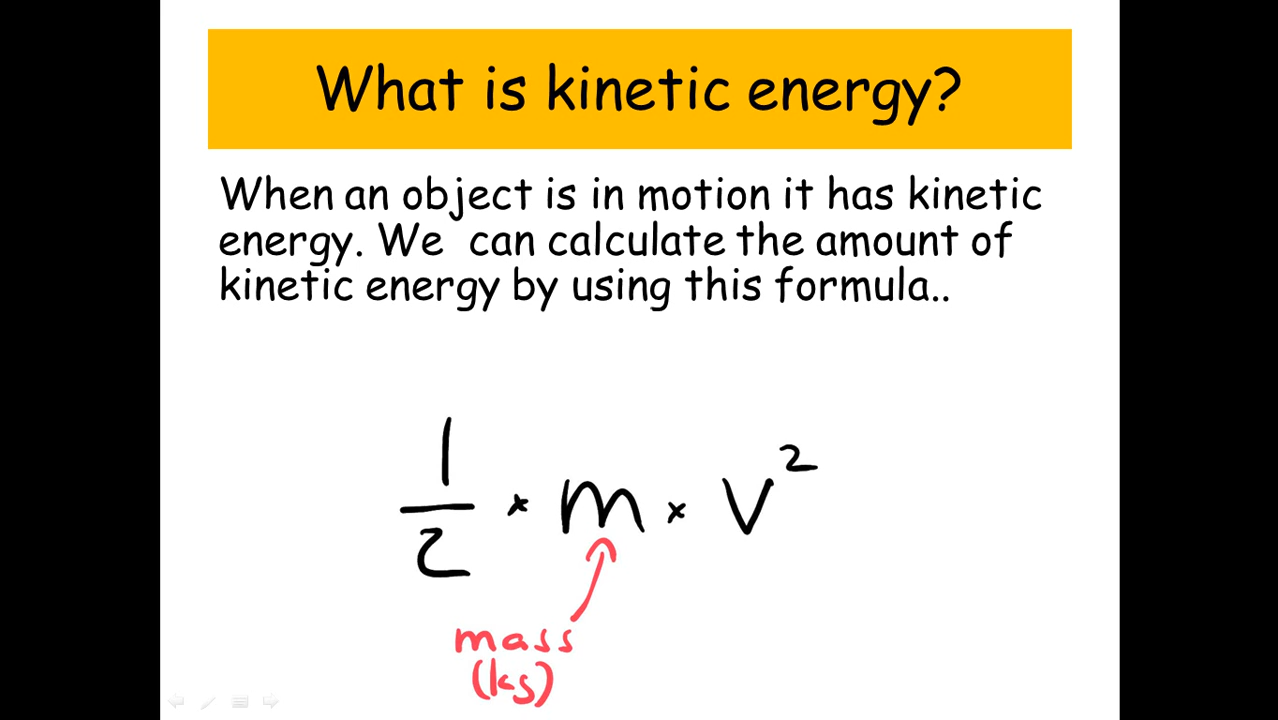 What is kinetic energy?
When an object is in motion it has kinetic
energy. We can calculate the amount of
kinetic energy by using this formula..
1/2 × m × v²
mass
(kg)